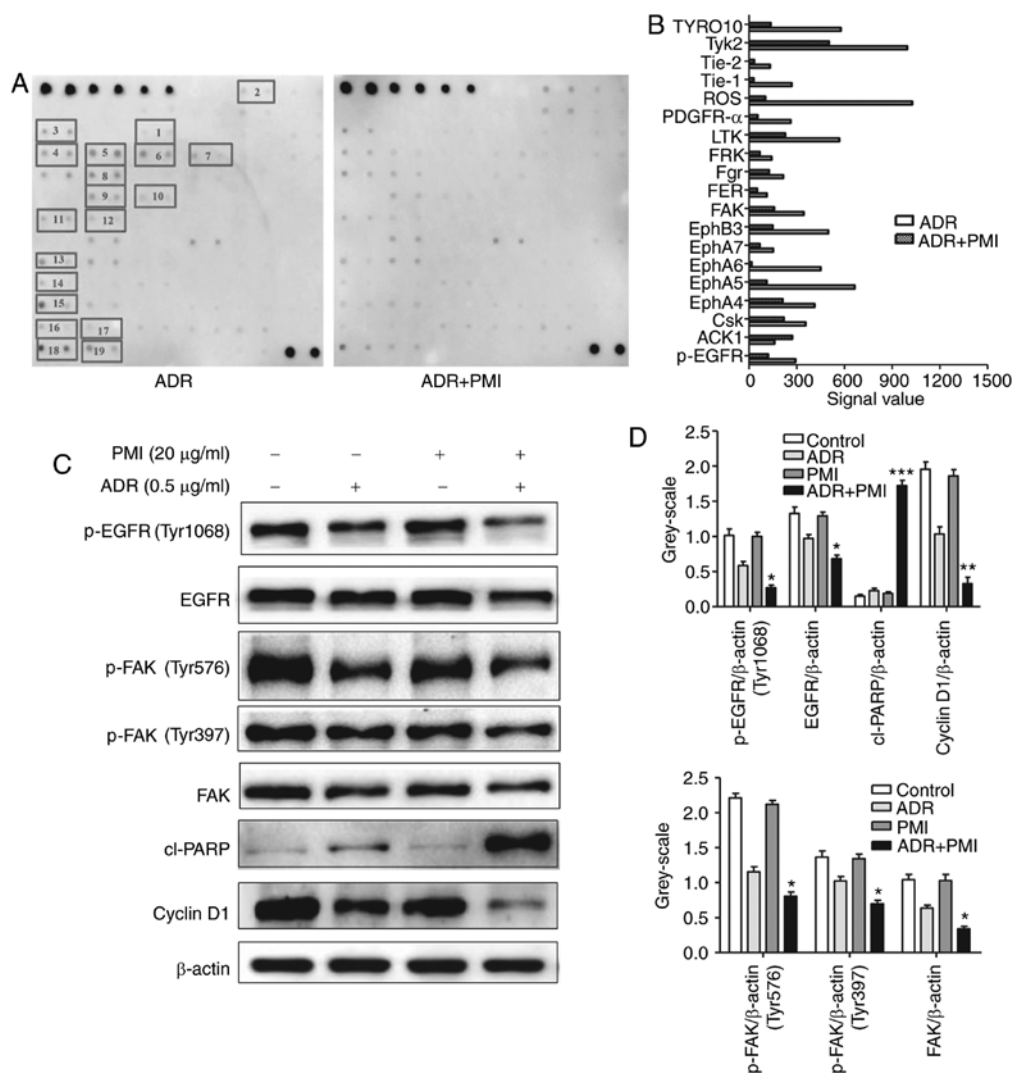 A
2
3
1
4
5
6
7
8
9
10
11
12
13
14
15
16
17
18
19
ADR
ADR+PMI
B
TYRO10
Tyk2
Tie-2
Tie-1
ROS
PDGFR-α
LTK
FRK
Fgr
FER
FAK
EphB3
EphA7
EphA6
EphA5
EphA4
Csk
ACK1
p-EGFR
ADR
ADR+PMI
0 300 600 900 1200 1500
Signal value
C
PMI (20 µg/ml) – – + +
ADR (0.5 µg/ml) – + – +
p-EGFR (Tyr1068)
EGFR
p-FAK (Tyr576)
p-FAK (Tyr397)
FAK
cl-PARP
Cyclin D1
β-actin
D
Grey-scale
2.5
2.0
1.5
1.0
0.5
0.0
Control
ADR
PMI
ADR+PMI
*
*
***
**
p-EGFR/β-actin
(Tyr1068)
EGFR/β-actin
cl-PARP/β-actin
Cyclin D1/β-actin
Grey-scale
2.5
2.0
1.5
1.0
0.5
0.0
Control
ADR
PMI
ADR+PMI
*
*
*
p-FAK/β-actin
(Tyr576)
p-FAK/β-actin
(Tyr397)
FAK/β-actin